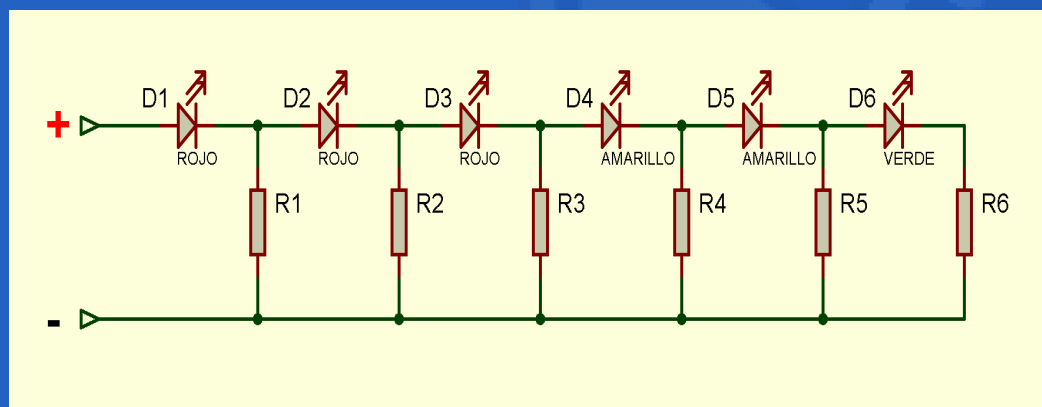 D1 D2 D3 D4 D5 D6
+
ROJO ROJO ROJO AMARILLO AMARILLO VERDE
R1 R2 R3 R4 R5 R6
-